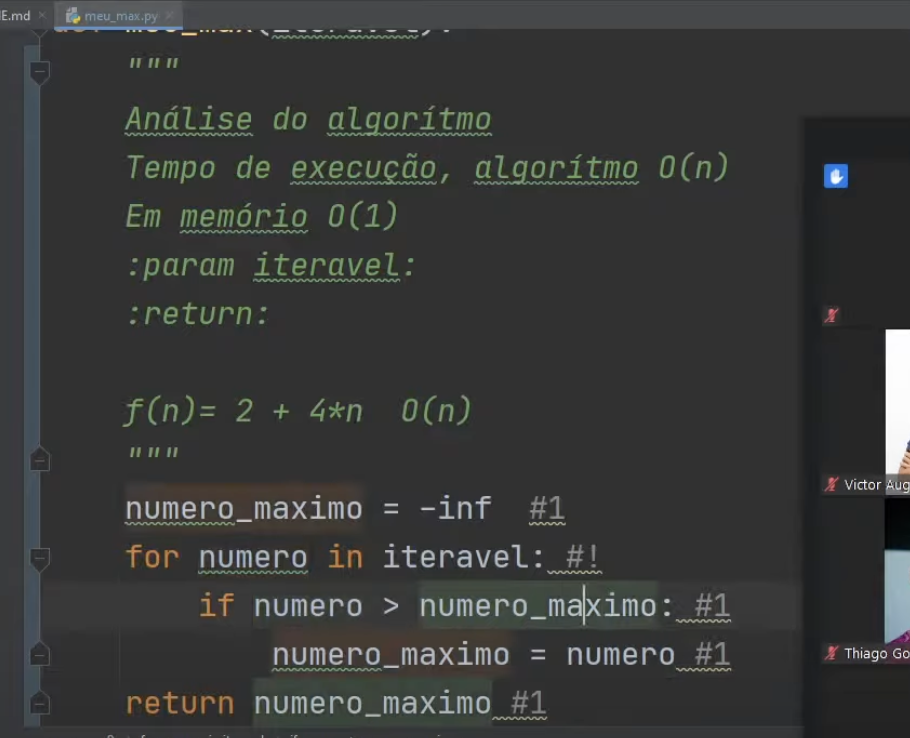 E.md
meu_max.py
"""
Análise do algorítmo
Tempo de execução, algorítmo O(n)
Em memório O(1)
:param iteravel:
:return:
f(n)= 2 + 4*n  O(n)
"""
numero_maximo = -inf  #1
for numero in iteravel: #!
if numero > numero_maximo: #1
numero_maximo = numero #1
return numero_maximo #1
Victor Aug
Thiago Go